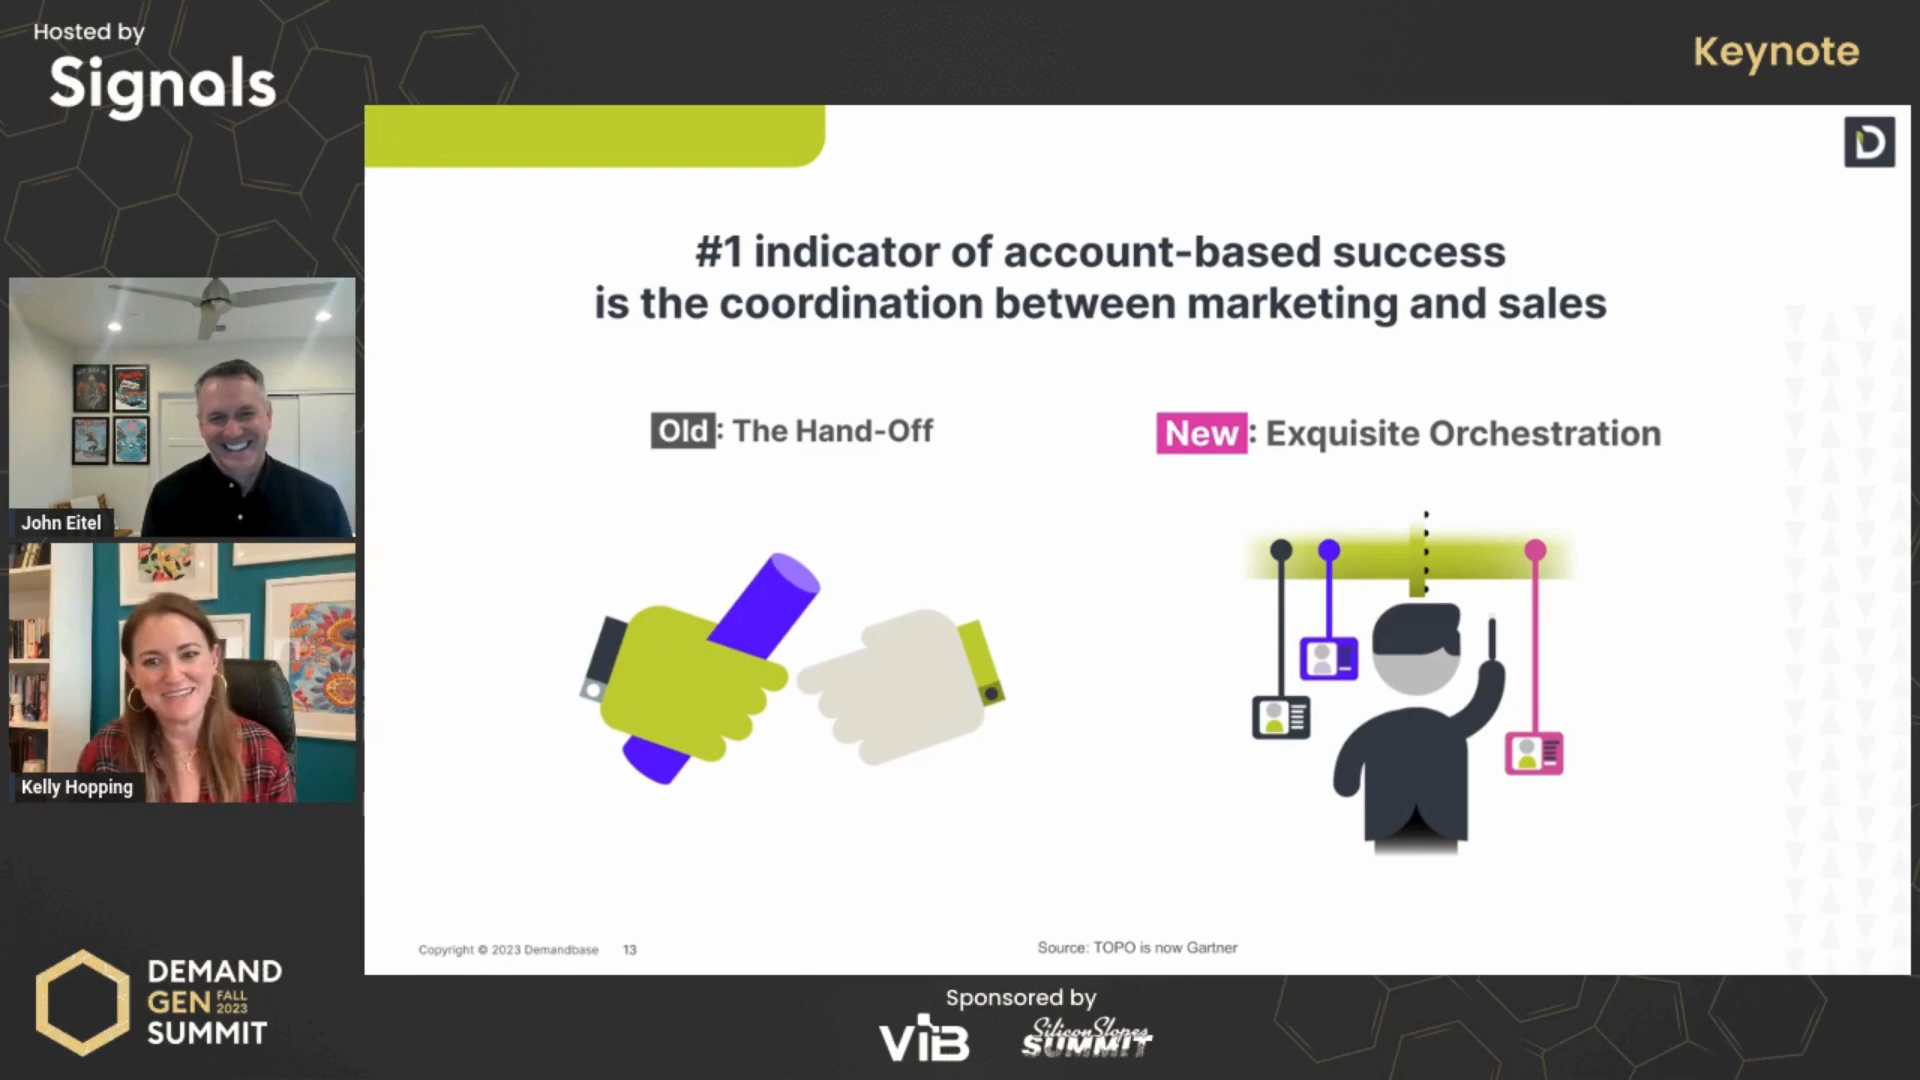 Hosted by
Signals
Keynote
D
#1 indicator of account-based success
is the coordination between marketing and sales
Old: The Hand-Off
New: Exquisite Orchestration
John Eitel
Kelly Hopping
Copyright © 2023 Demandbase 13
Source: TOPO is now Gartner
DEMAND
GEN FALL 2023
SUMMIT
Sponsored by
ViB
SiliconSlopes
SUMMIT